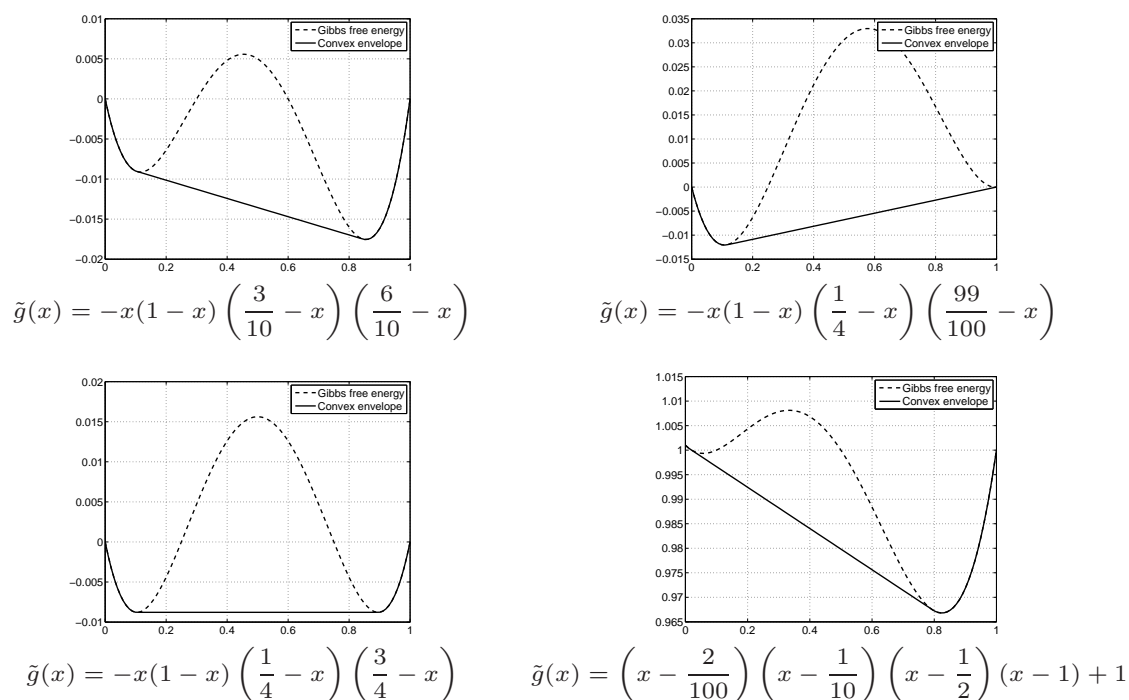 0.01
0.005
0
−0.005
−0.01
−0.015
−0.02
0 0.2 0.4 0.6 0.8 1
Gibbs free energy
Convex envelope
0.035
0.03
0.025
0.02
0.015
0.01
0.005
0
−0.005
−0.01
−0.015
0 0.2 0.4 0.6 0.8 1
Gibbs free energy
Convex envelope
g̃(x) = −x(1 − x) (3/10 − x) (6/10 − x)
g̃(x) = −x(1 − x) (1/4 − x) (99/100 − x)
0.02
0.015
0.01
0.005
0
−0.005
−0.01
0 0.2 0.4 0.6 0.8 1
Gibbs free energy
Convex envelope
1.015
1.01
1.005
1
0.995
0.99
0.985
0.98
0.975
0.97
0.965
0 0.2 0.4 0.6 0.8 1
Gibbs free energy
Convex envelope
g̃(x) = −x(1 − x) (1/4 − x) (3/4 − x)
g̃(x) = (x − 2/100) (x − 1/10) (x − 1/2) (x − 1) + 1